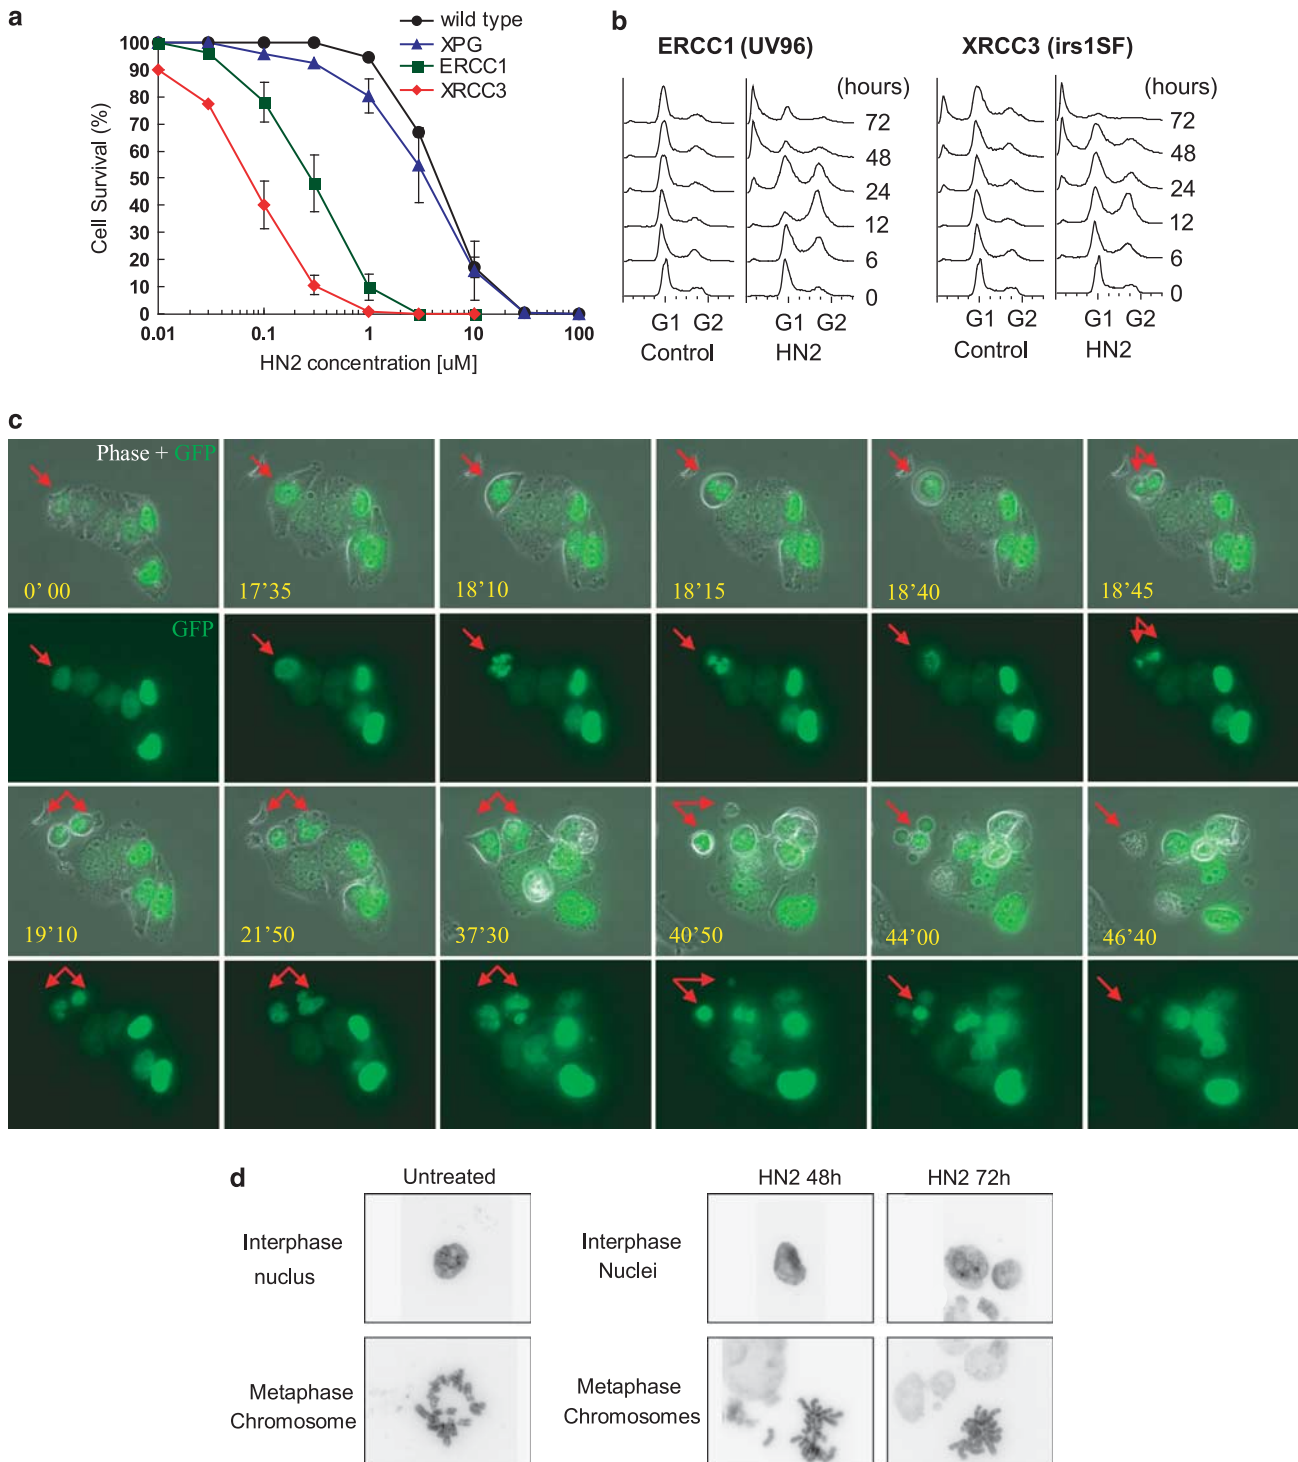 a
wild type
XPG
ERCC1
XRCC3
100
90
80
70
60
50
40
30
20
10
0
Cell Survival (%)
0.01
0.1
1
10
100
HN2 concentration [uM]
b
ERCC1 (UV96)
XRCC3 (irs1SF)
(hours)
72
48
24
12
6
0
G1 G2
Control
G1 G2
HN2
(hours)
72
48
24
12
6
0
G1 G2
Control
G1 G2
HN2
c
Phase + GFP
0' 00
17'35
18'10
18'15
18'40
18'45
GFP
19'10
21'50
37'30
40'50
44'00
46'40
d
Untreated
HN2 48h
HN2 72h
Interphase
nuclus
Interphase
Nuclei
Metaphase
Chromosome
Metaphase
Chromosomes